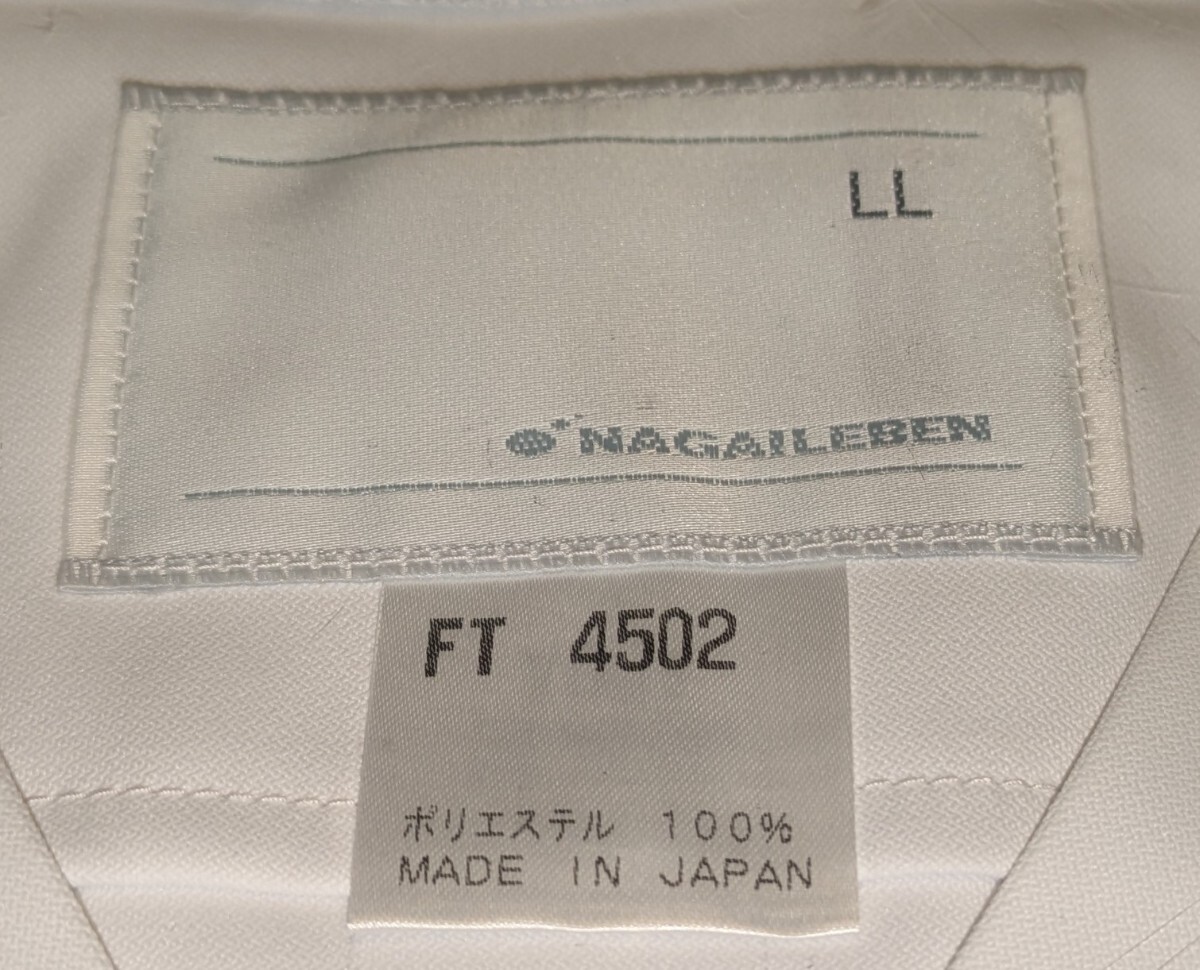 LL
NAGAILEBEN
FT 4502
ポリエステル 100%
MADE IN JAPAN